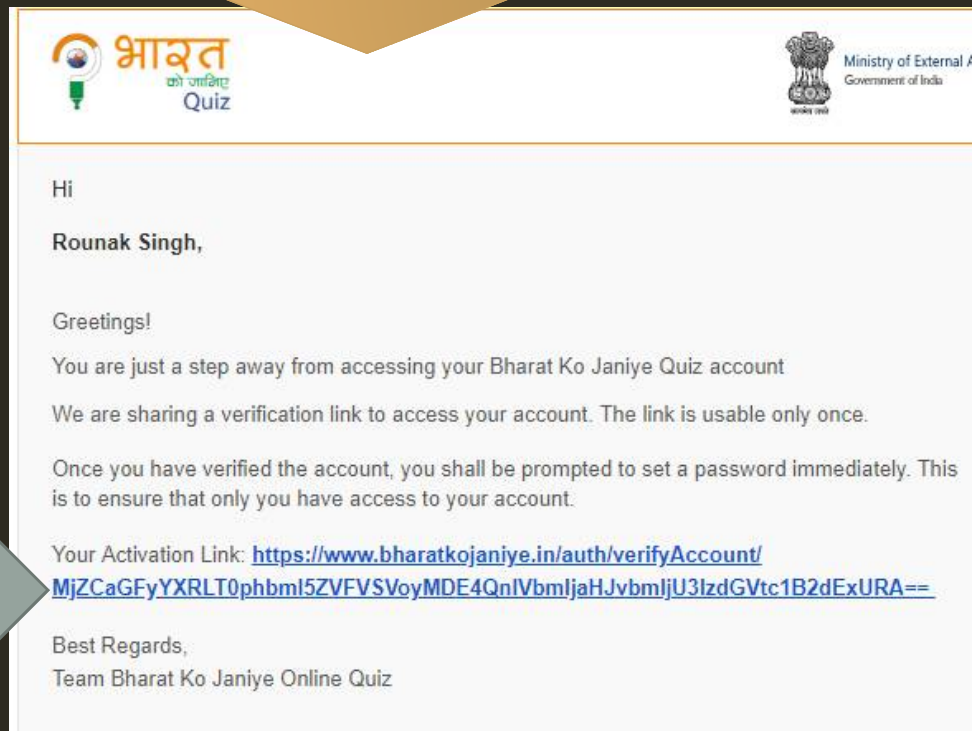 भारत
को जानिए
Quiz
Ministry of External A
Government of India
सत्यमेव जयते
Hi
Rounak Singh,
Greetings!
You are just a step away from accessing your Bharat Ko Janiye Quiz account
We are sharing a verification link to access your account. The link is usable only once.
Once you have verified the account, you shall be prompted to set a password immediately. This
is to ensure that only you have access to your account.
Your Activation Link: https://www.bharatkojaniye.in/auth/verifyAccount/
MjZCaGFyYXRLT0phbml5ZVFVSVoyMDE4QnlVbmljaHJvbmljU3lzdGVtc1B2dExURA==
Best Regards,
Team Bharat Ko Janiye Online Quiz